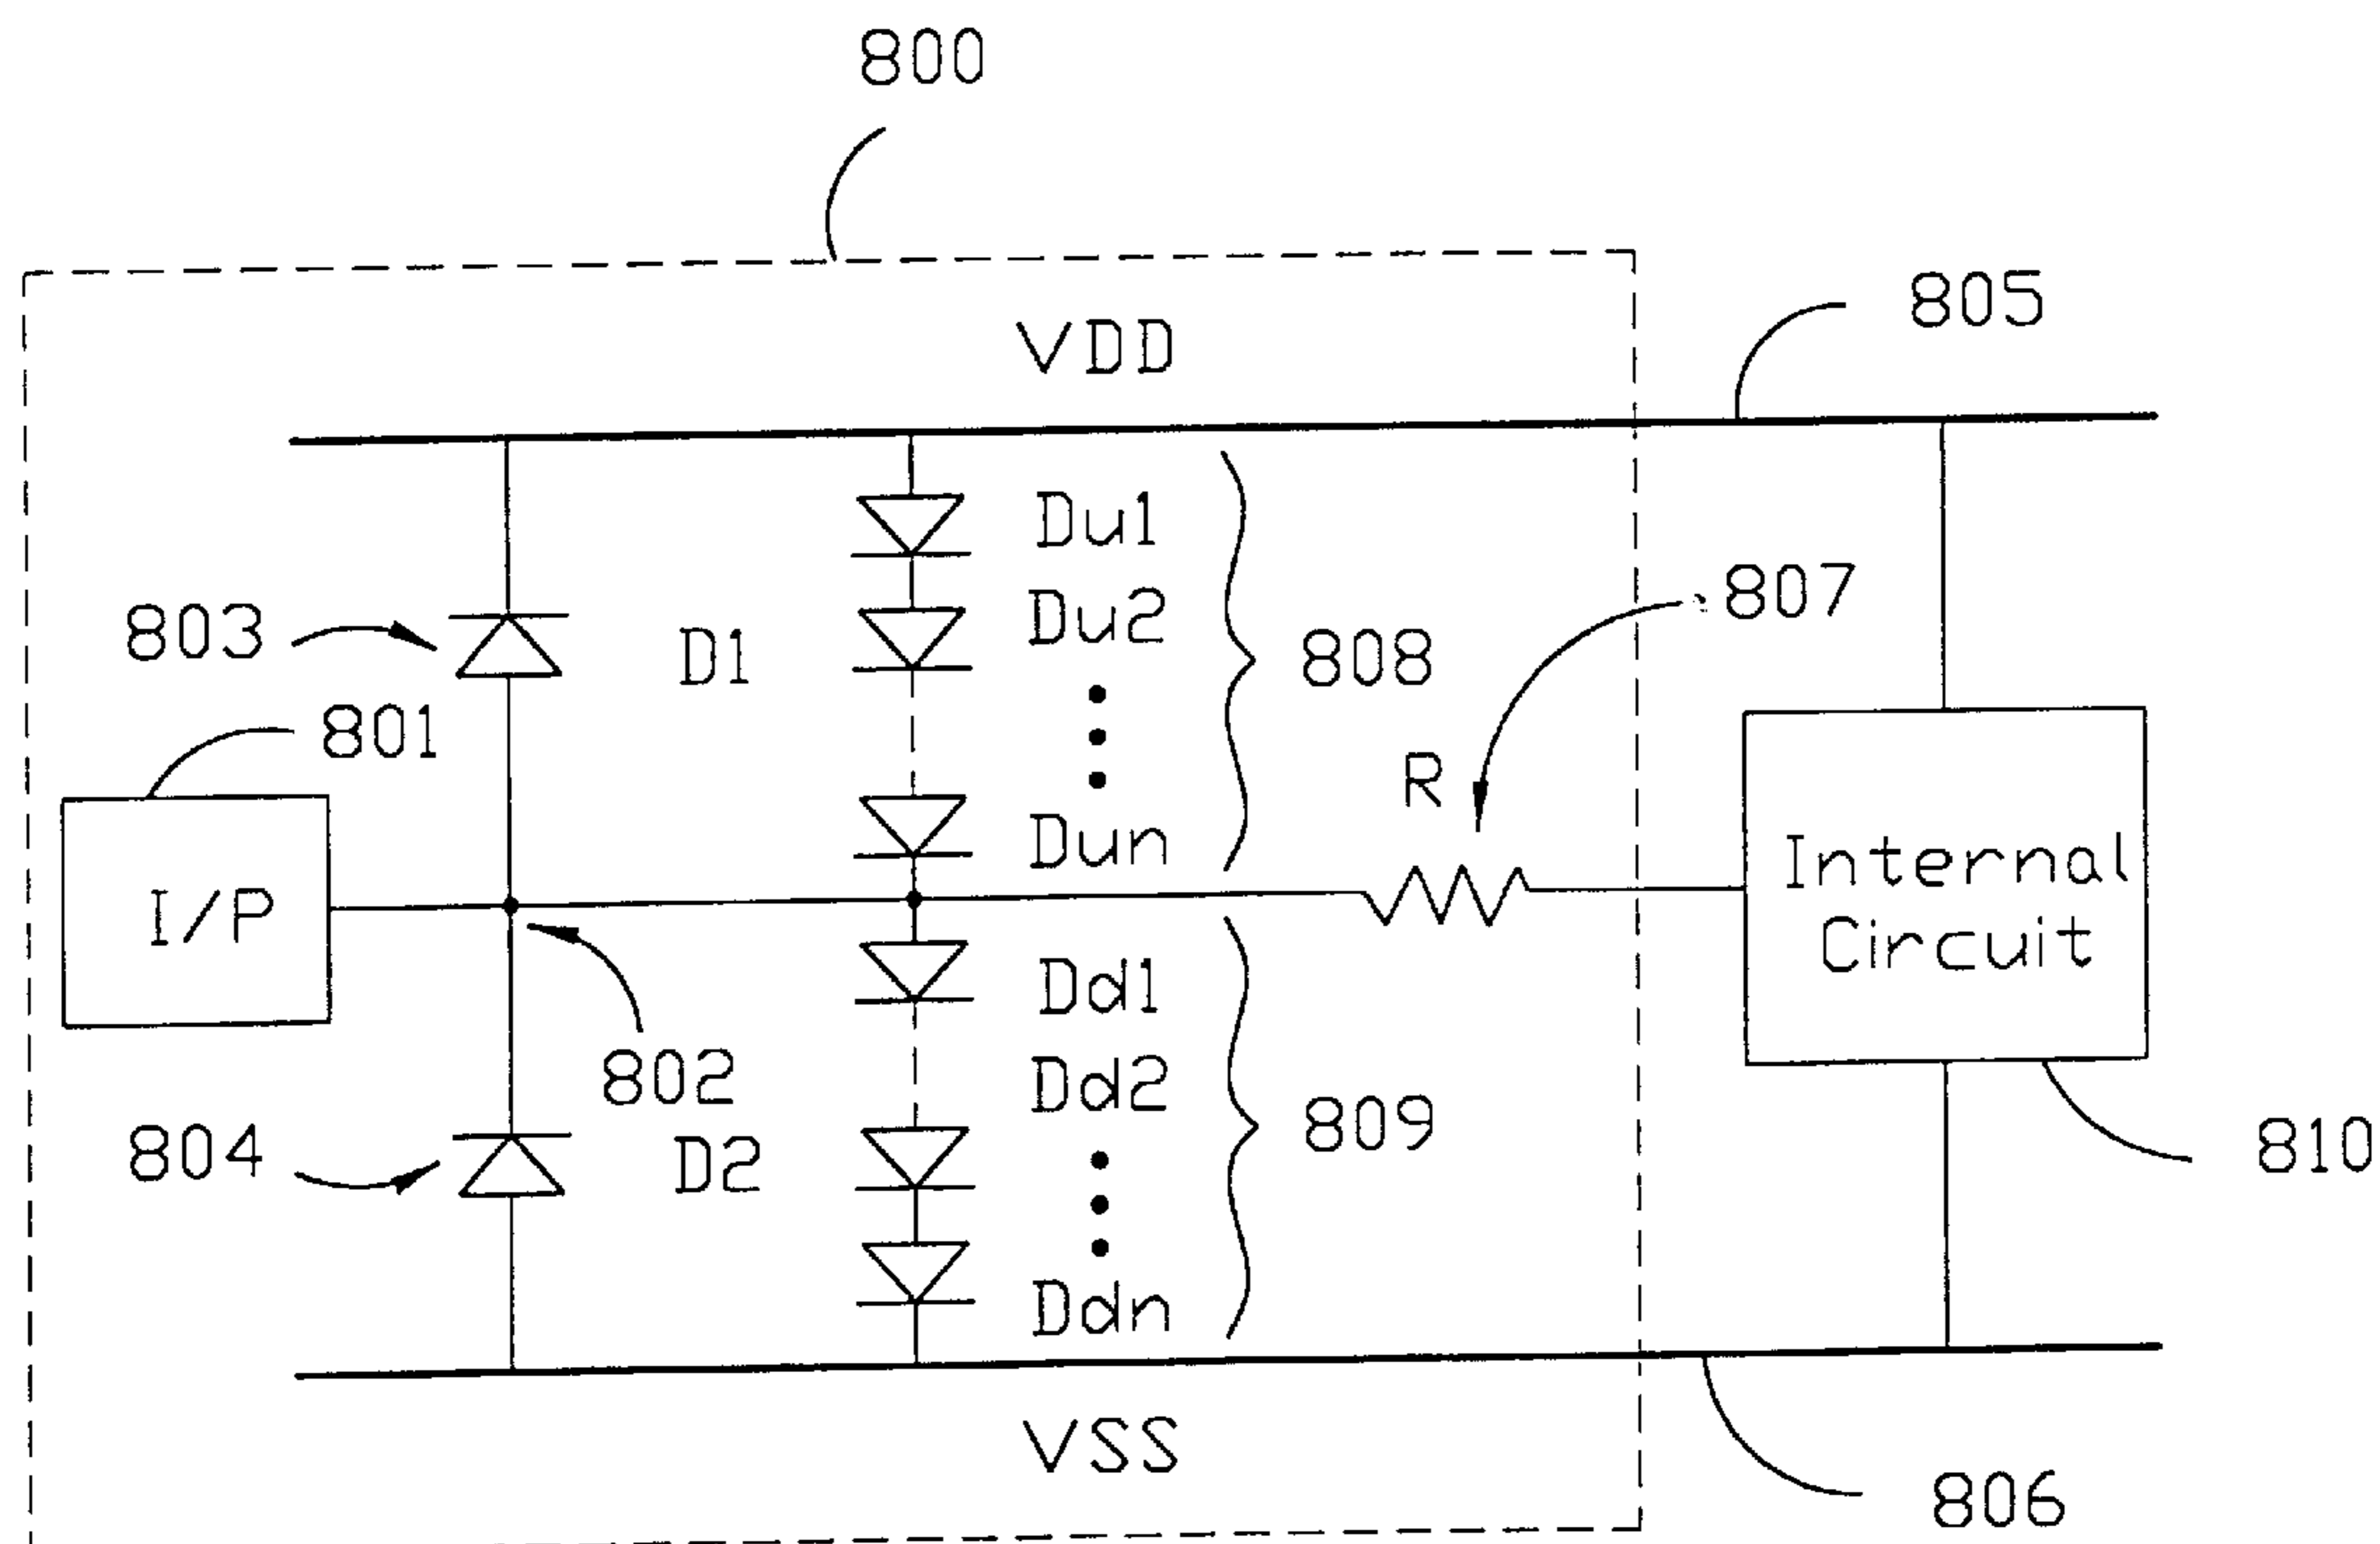 800
805
VDD
Du1
803
D1
Du2
808
807
801
R
Dun
I/P
Internal
Circuit
Dd1
802
Dd2
804
D2
809
810
Ddn
VSS
806